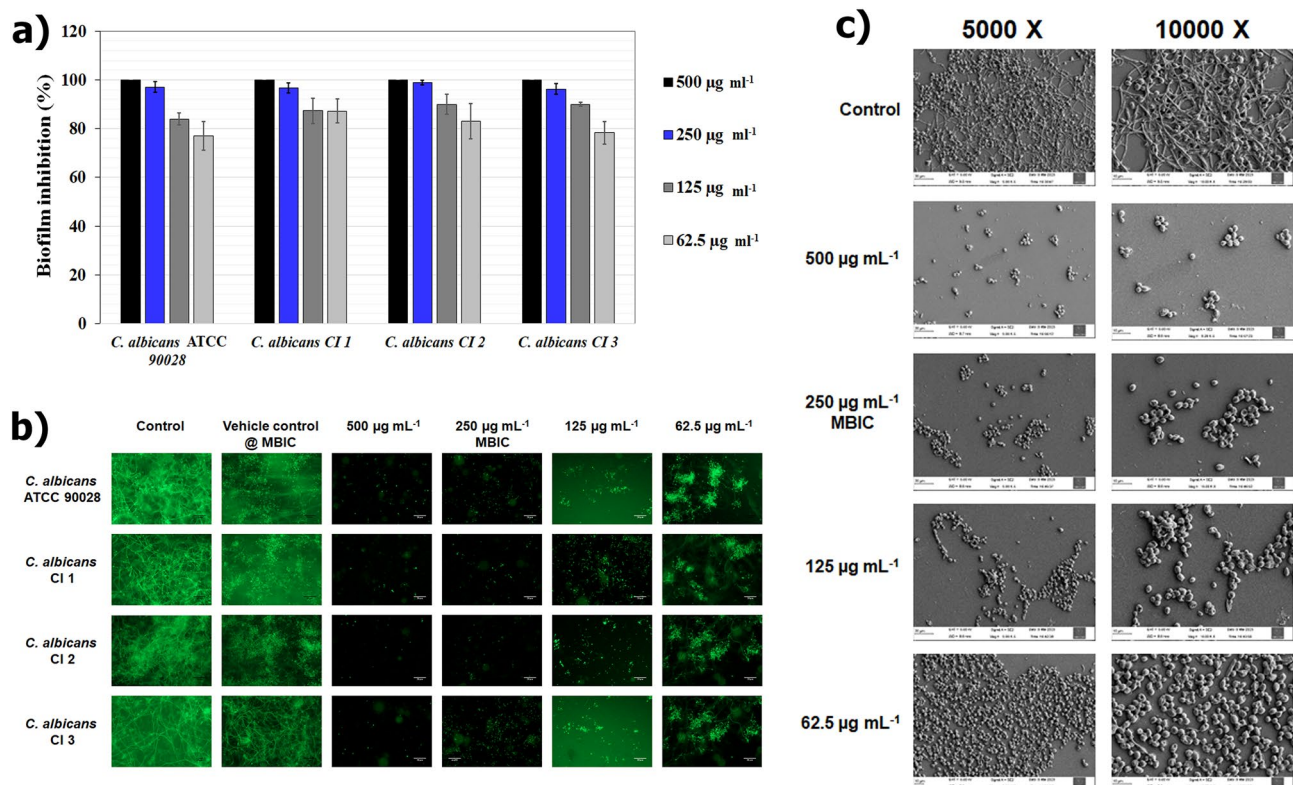 a)
120
100
80
60
40
20
0
Biofilm inhibition (%)
C. albicans ATCC
90028
C. albicans CI 1
C. albicans CI 2
C. albicans CI 3
500 µg ml-1
250 µg ml-1
125 µg ml-1
62.5 µg ml-1
b)
Control
Vehicle control
@ MBIC
500 µg mL-1
250 µg mL-1
MBIC
125 µg mL-1
62.5 µg mL-1
C. albicans
ATCC 90028
C. albicans
CI 1
C. albicans
CI 2
C. albicans
CI 3
c)
5000 X
10000 X
Control
500 µg mL-1
250 µg mL-1
MBIC
125 µg mL-1
62.5 µg mL-1